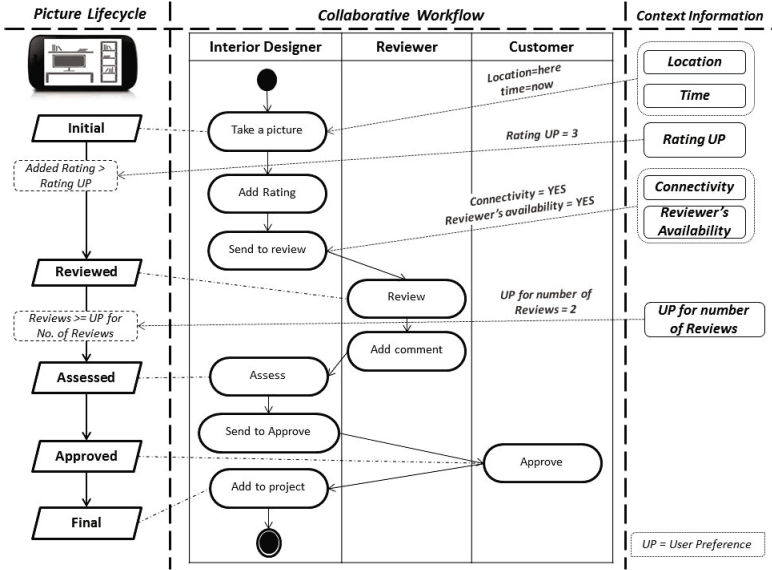 Picture Lifecycle
Collaborative Workflow
Context Information
Interior Designer
Reviewer
Customer
Location
Location=here
time=now
Time
Initial
Take a picture
Rating UP = 3
Rating UP
Added Rating >
Rating UP
Add Rating
Connectivity = YES
Reviewer's availability = YES
Connectivity
Reviewer's
Availability
Send to review
Reviewed
Review
UP for number of
Reviews = 2
UP for number
of Reviews
Reviews >= UP for
No. of Reviews
Add comment
Assessed
Assess
Send to Approve
Approved
Approve
Add to project
Final
UP = User Preference